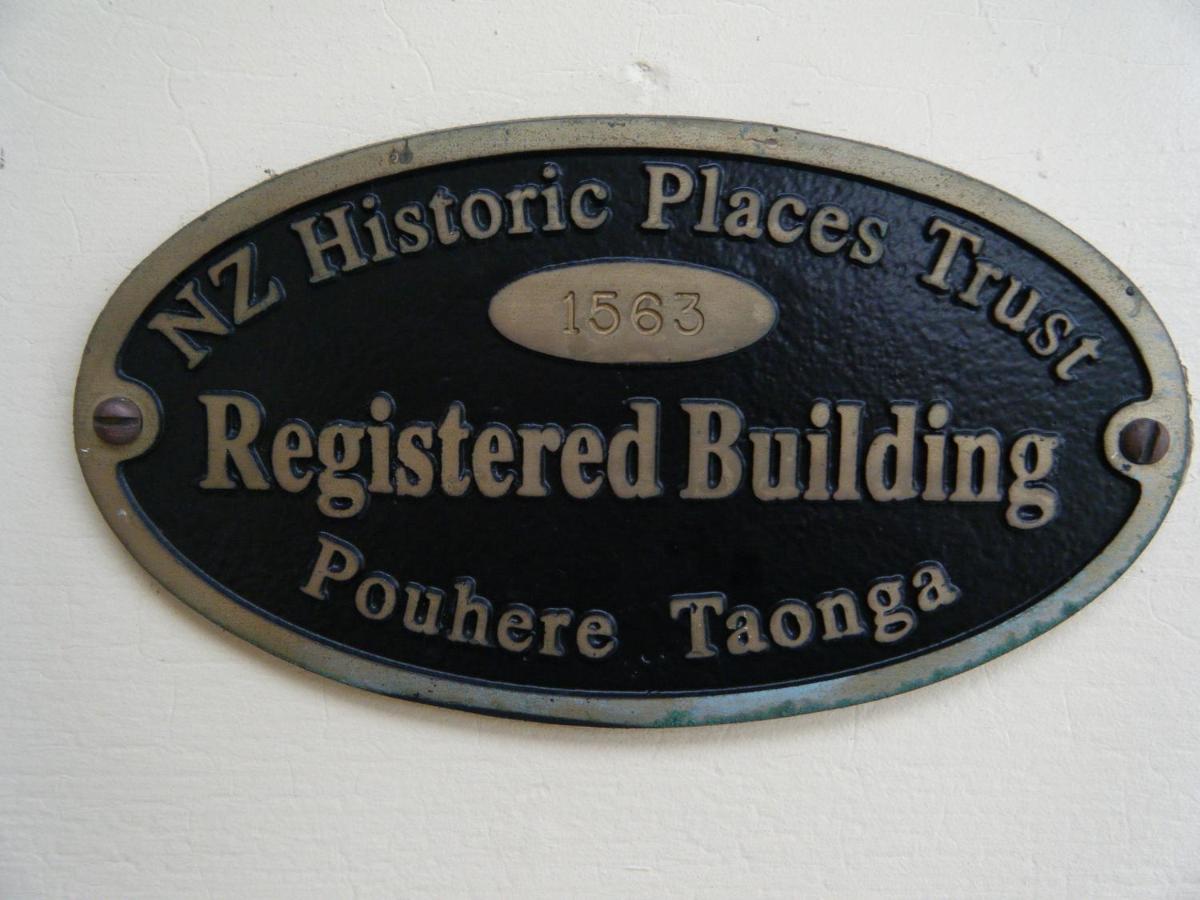 NZ Historic Places Trust
1563
Registered Building
Pouhere Taonga